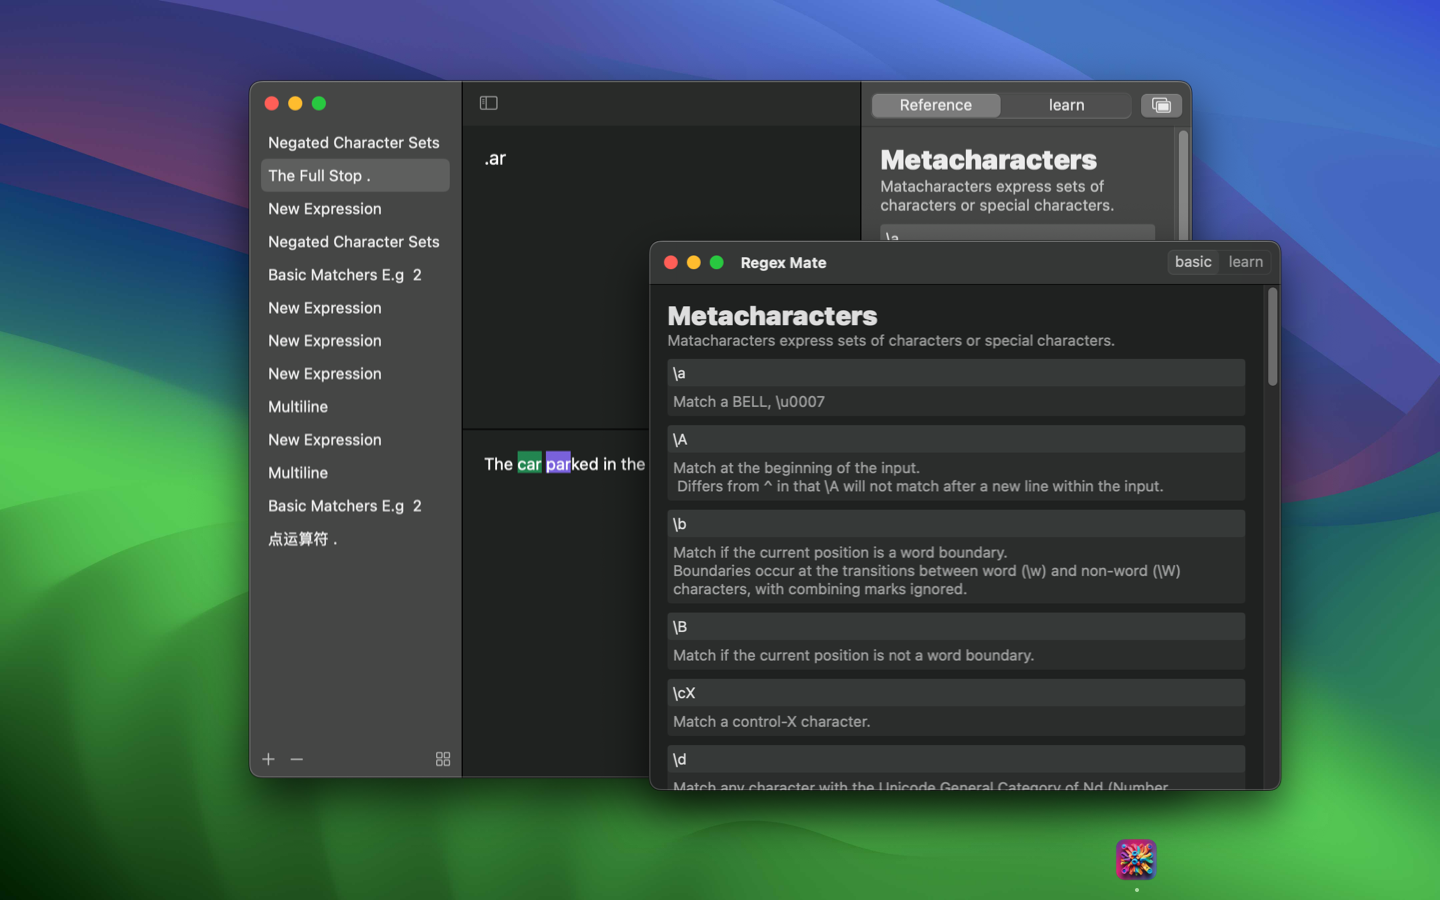 Negated Character Sets
The Full Stop .
New Expression
Negated Character Sets
Basic Matchers E.g  2
New Expression
New Expression
New Expression
Multiline
New Expression
Multiline
Basic Matchers E.g  2
点运算符 .
.ar
The car parked in the
Reference
learn
Metacharacters
Matacharacters express sets of
characters or special characters.
\a
Regex Mate
basic
learn
Metacharacters
Matacharacters express sets of characters or special characters.
\a
Match a BELL, \u0007
\A
Match at the beginning of the input.
Differs from ^ in that \A will not match after a new line within the input.
\b
Match if the current position is a word boundary.
Boundaries occur at the transitions between word (\w) and non-word (\W)
characters, with combining marks ignored.
\B
Match if the current position is not a word boundary.
\cX
Match a control-X character.
\d
Match any character with the Unicode General Category of Nd (Number